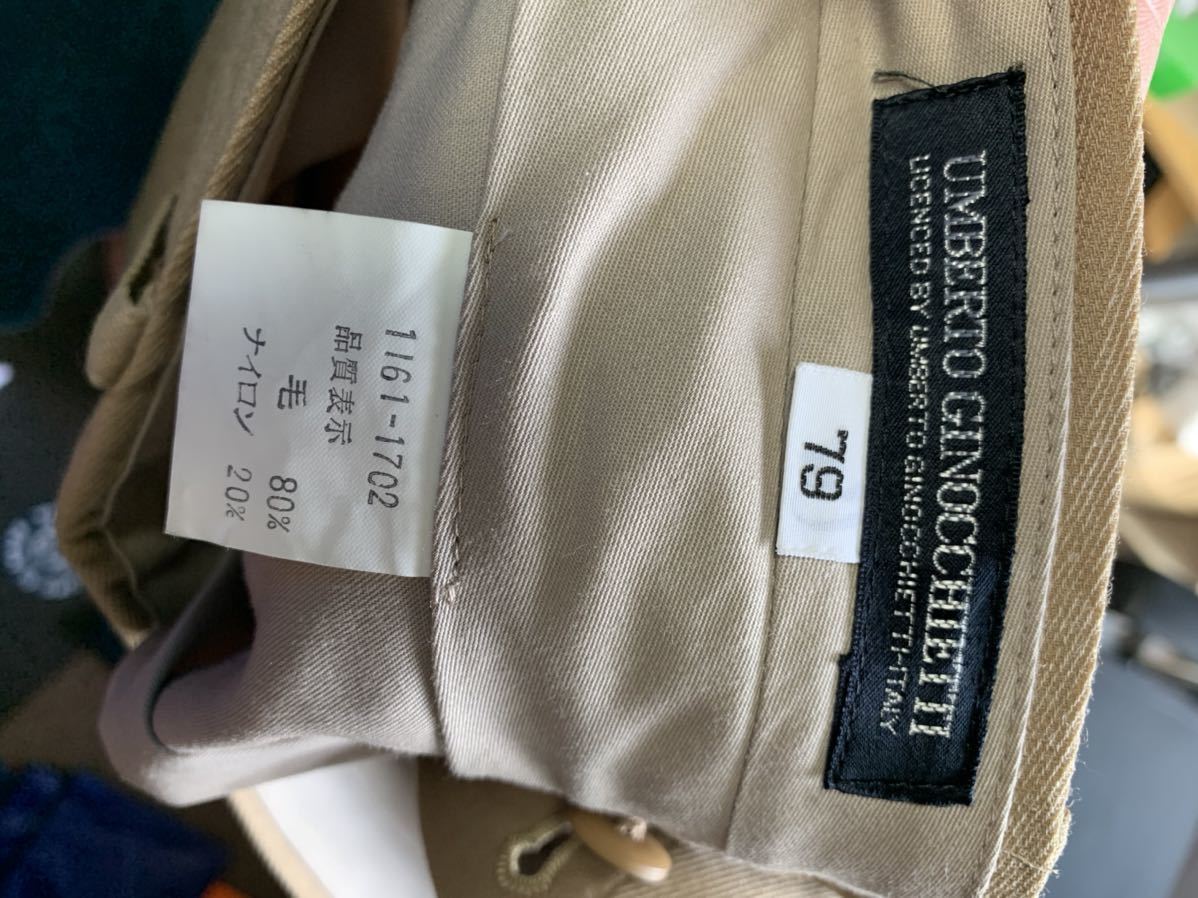 UMBERTO GINOCCHIETTI
LICENCED BY UMBERTO GINOCCHIETTI-ITALY
79
1161-1702
品質表示
毛 80%
ナイロン 20%